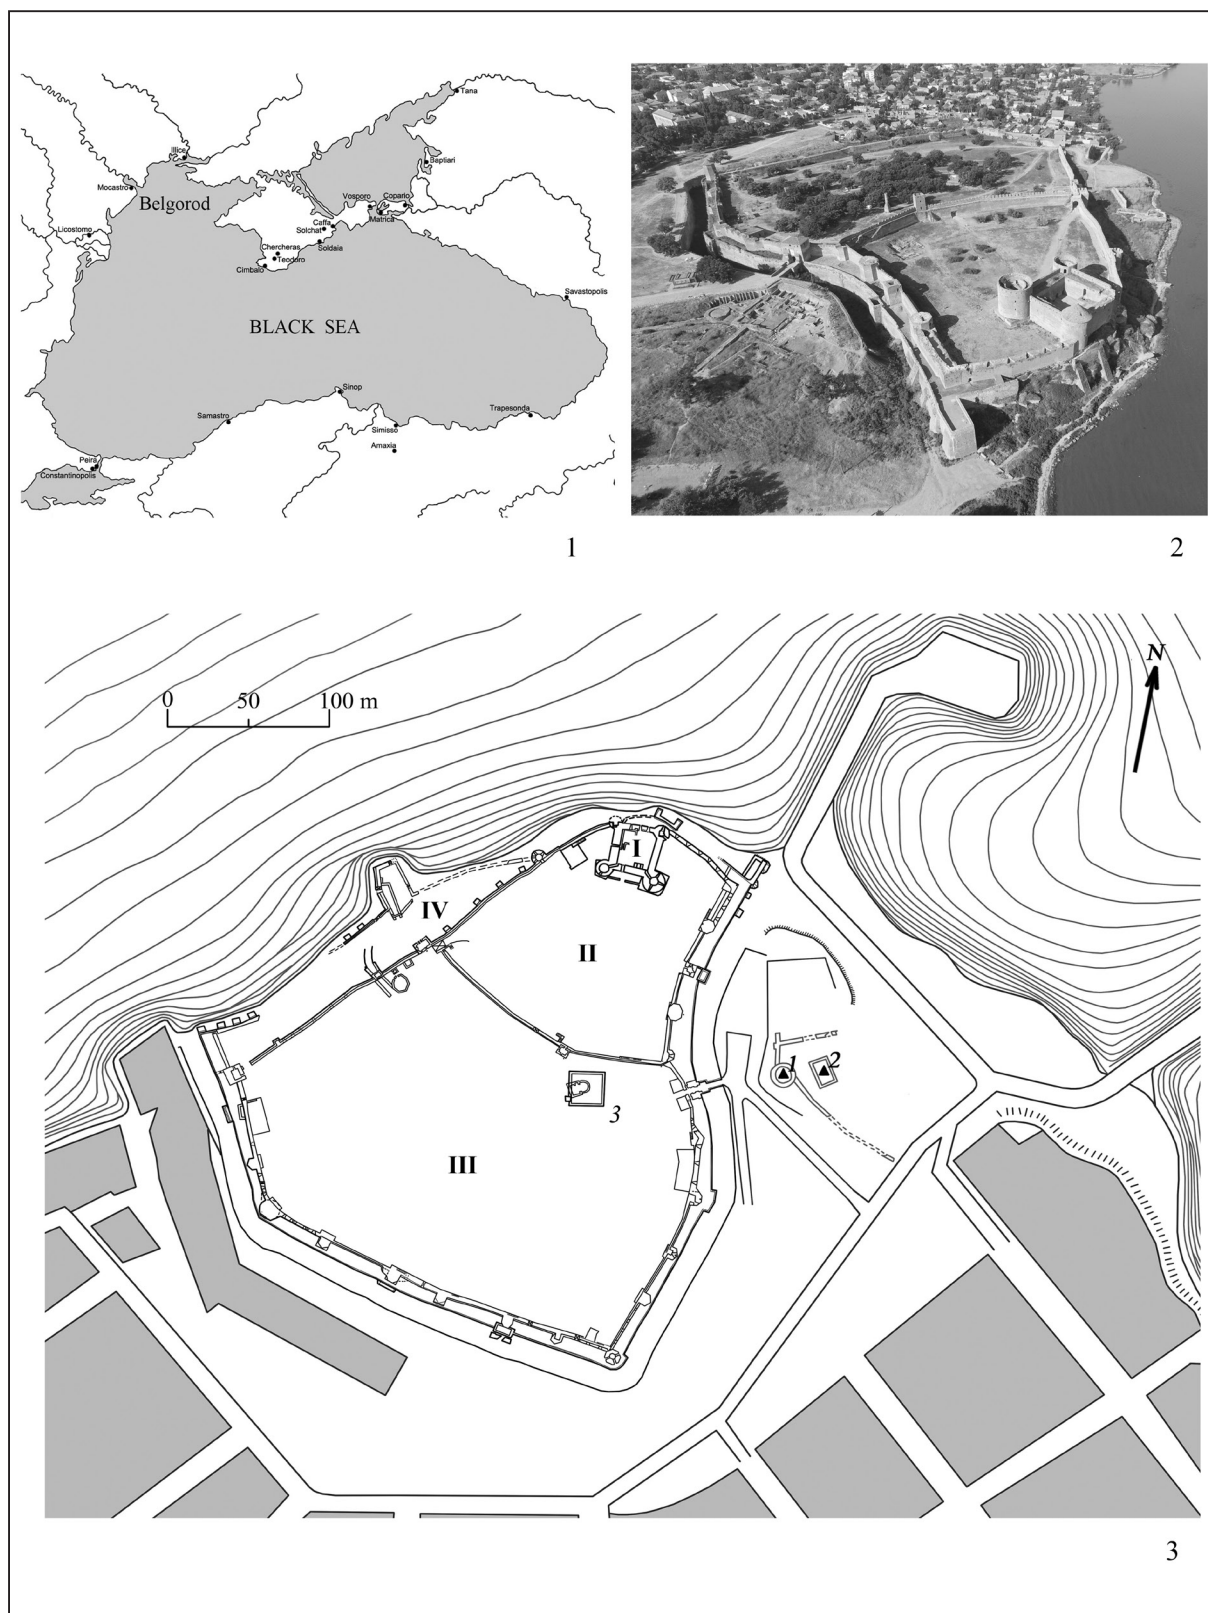 Tana
Illice
Baptiari
Mocastro
Belgorod
Vosporo
Copario
Matrica
Caffa
Solchat
Licostomo
Soldaia
Chercheras
Teodoro
Cimbalo
Savastopolis
BLACK SEA
Sinop
Samastro
Trapesonda
Simisso
Amaxia
Peira
Constantinopolis
1
2
0 50 100 m
N
I
IV
II
1 2
3
III
3